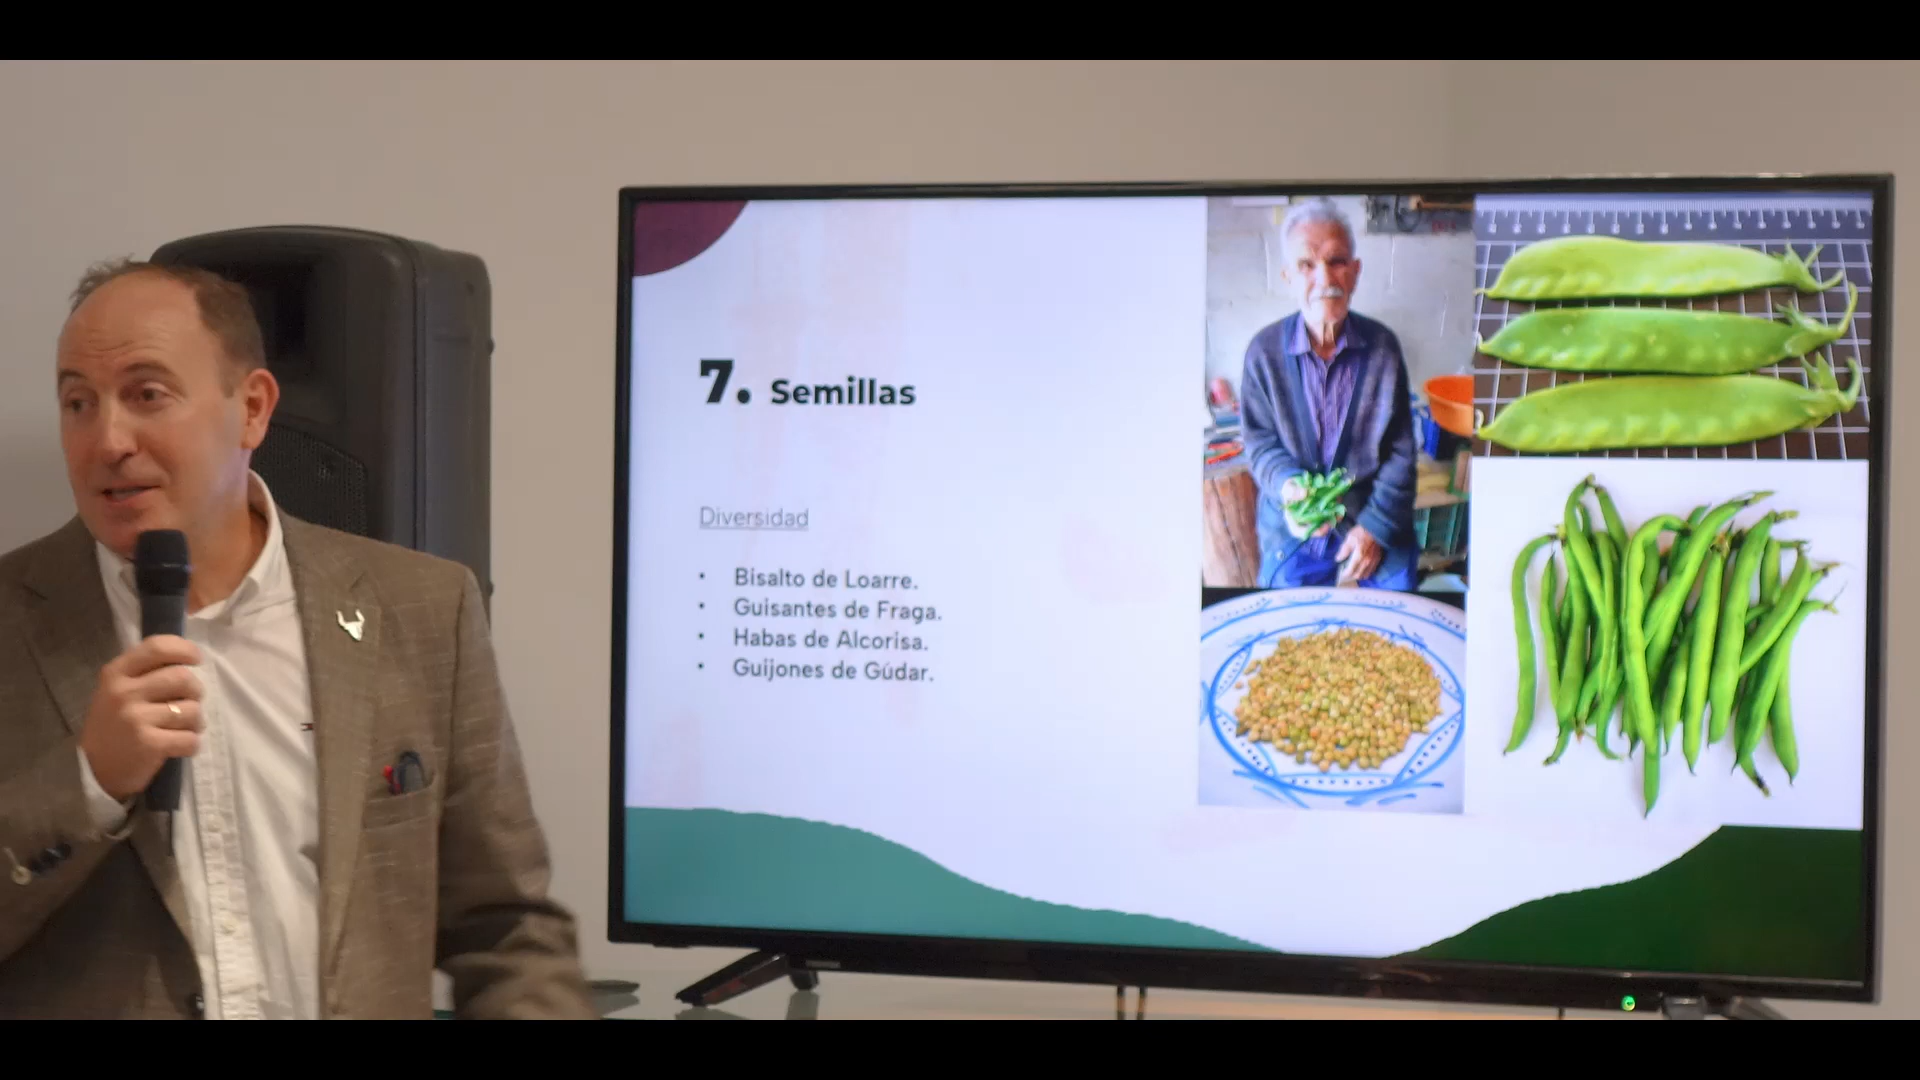 7. Semillas
Diversidad
• Bisalto de Loarre.
• Guisantes de Fraga.
• Habas de Alcorisa.
• Guijones de Gúdar.